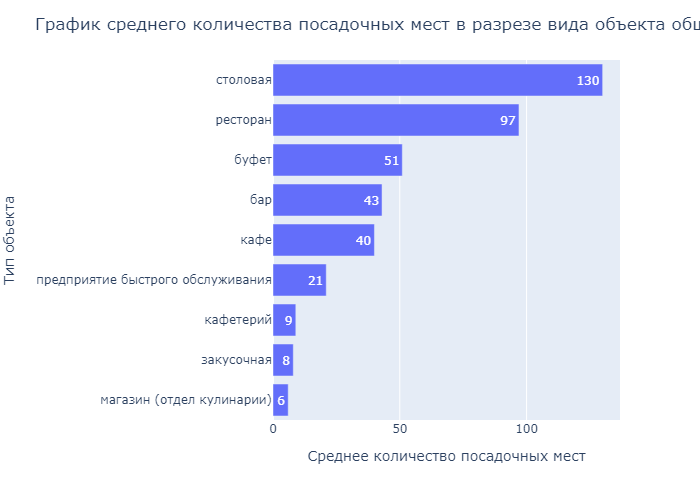 График среднего количества посадочных мест в разрезе вида объекта
столовая 130
ресторан 97
буфет 51
бар 43
кафе 40
предприятие быстрого обслуживания 21
кафетерий 9
закусочная 8
магазин (отдел кулинарии) 6
0 50 100
Среднее количество посадочных мест
Тип объекта